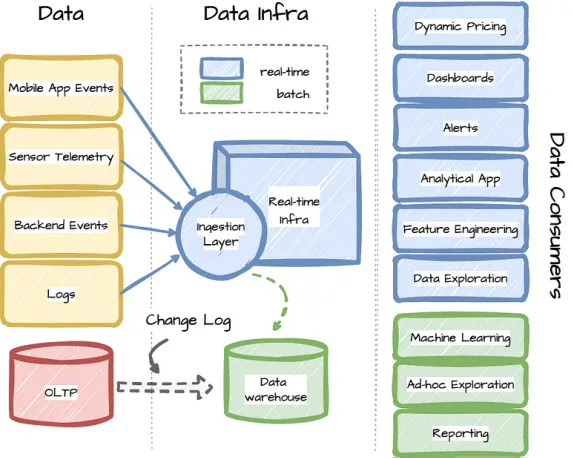 Data
Data Infra
real-time
batch
Mobile App Events
Sensor Telemetry
Backend Events
Logs
OLTP
Ingestion
Layer
Real-time
Infra
Change Log
Data
warehouse
Dynamic Pricing
Dashboards
Alerts
Analytical App
Feature Engineering
Data Exploration
Machine Learning
Ad-hoc Exploration
Reporting
Data Consumers